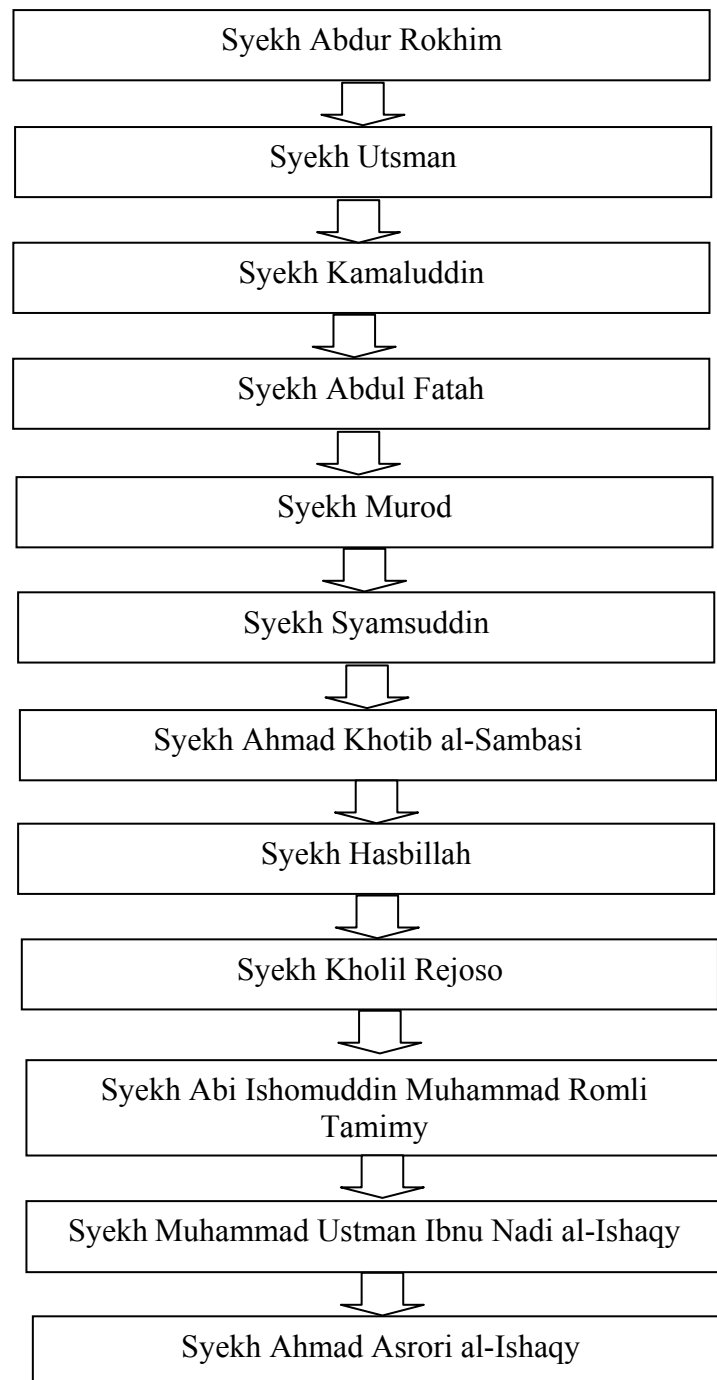 Syekh Abdur Rokhim
Syekh Utsman
Syekh Kamaluddin
Syekh Abdul Fatah
Syekh Murod
Syekh Syamsuddin
Syekh Ahmad Khotib al-Sambasi
Syekh Hasbillah
Syekh Kholil Rejoso
Syekh Abi Ishomuddin Muhammad Romli
Tamimy
Syekh Muhammad Ustman Ibnu Nadi al-Ishaqy
Syekh Ahmad Asrori al-Ishaqy